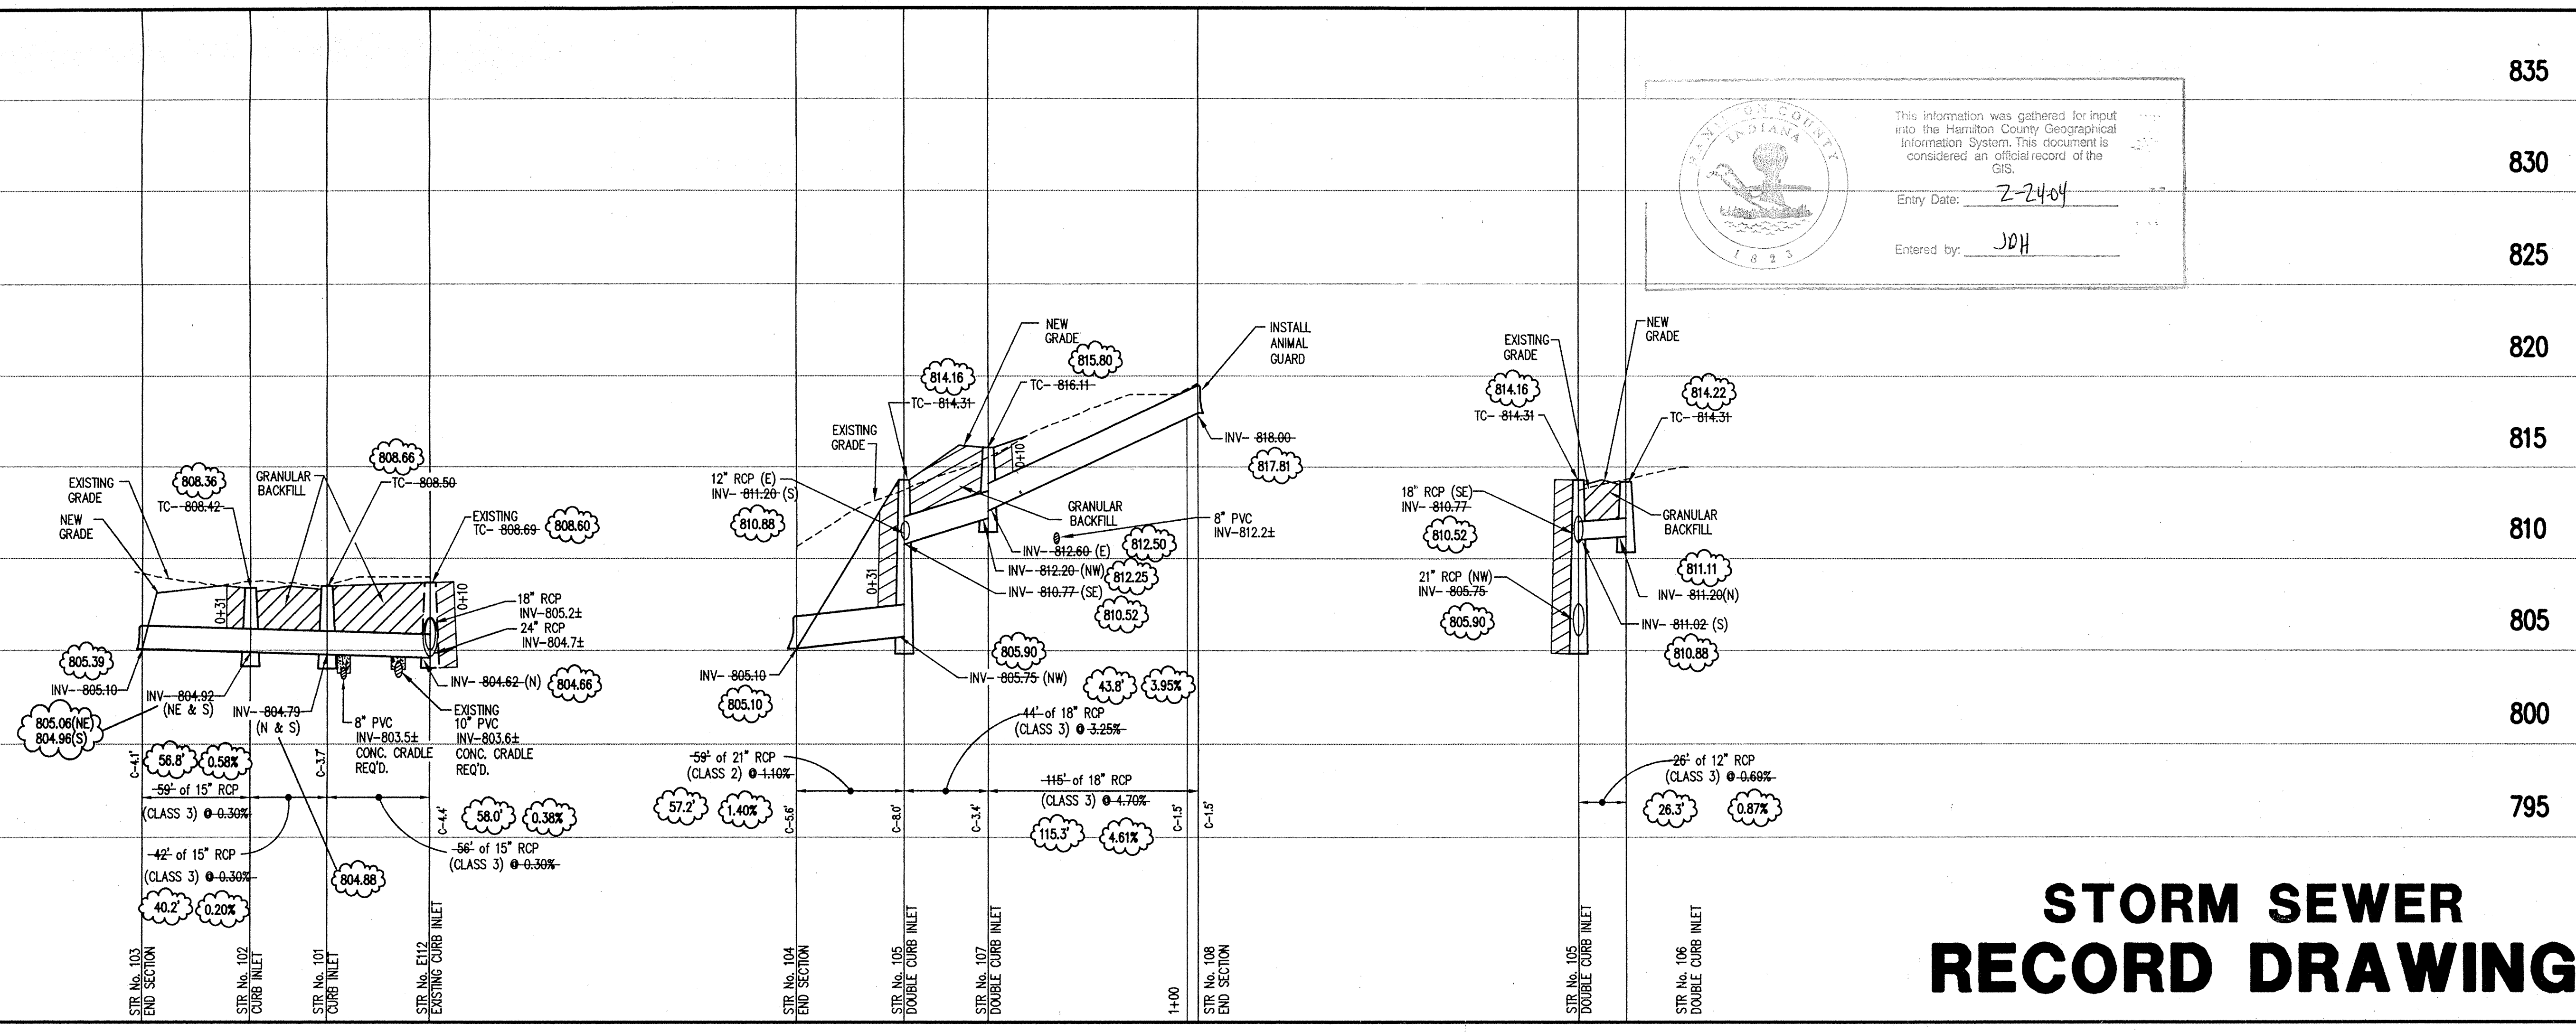 835
830
825
820
815
810
805
800
795
HAMILTON COUNTY
INDIANA
1823
This information was gathered for input
into the Hamilton County Geographical
Information System. This document is
considered an official record of the
GIS.
Entry Date: 2-24-04
Entered by: JDH
EXISTING
GRADE
NEW
GRADE
808.36
TC- 808.42
GRANULAR
BACKFILL
808.66
TC- 808.50
EXISTING
TC- 808.69
808.60
0+31
0+10
18" RCP
INV-805.2±
24" RCP
INV-804.7±
805.39
INV- 805.10
805.06(NE)
804.96(S)
INV- 804.92
(NE & S)
INV- 804.79
(N & S)
8" PVC
INV-803.5±
CONC. CRADLE
REQ'D.
EXISTING
10" PVC
INV-803.6±
CONC. CRADLE
REQ'D.
INV- 804.62 (N)
804.66
C-4.1'
56.8'
0.58%
59' of 15" RCP
(CLASS 3) @ 0.30%
C-3.7'
C-4.4'
58.0'
0.38%
42' of 15" RCP
(CLASS 3) @ 0.30%
40.2'
0.20%
804.88
56' of 15" RCP
(CLASS 3) @ 0.30%
STR No. 103
END SECTION
STR No. 102
CURB INLET
STR No. 101
CURB INLET
STR No. E112
EXISTING CURB INLET
NEW
GRADE
815.80
TC- 816.11
814.16
TC- 814.31
INSTALL
ANIMAL
GUARD
EXISTING
GRADE
12" RCP (E)
INV- 811.20 (S)
810.88
0+10
INV- 818.00
817.81
GRANULAR
BACKFILL
8" PVC
INV-812.2±
INV- 812.60 (E)
812.50
INV- 812.20 (NW)
812.25
INV- 810.77 (SE)
810.52
0+31
805.90
INV- 805.75 (NW)
INV- 805.10
805.10
43.8'
3.95%
44' of 18" RCP
(CLASS 3) @ 3.25%
59' of 21" RCP
(CLASS 2) @ 1.10%
57.2'
1.40%
115' of 18" RCP
(CLASS 3) @ 4.70%
115.3'
4.61%
C-5.6'
C-8.0'
C-3.4'
C-1.5'
C-1.5'
STR No. 104
END SECTION
STR No. 105
DOUBLE CURB INLET
STR No. 107
DOUBLE CURB INLET
1+00
STR No. 108
END SECTION
EXISTING
GRADE
NEW
GRADE
814.16
TC- 814.31
814.22
TC- 814.31
18" RCP (SE)
INV- 810.77
810.52
GRANULAR
BACKFILL
21" RCP (NW)
INV- 805.75
805.90
811.11
INV- 811.20(N)
INV- 811.02 (S)
810.88
26' of 12" RCP
(CLASS 3) @ 0.69%
26.3'
0.87%
STR No. 105
DOUBLE CURB INLET
STR No. 106
DOUBLE CURB INLET
STORM SEWER
RECORD DRAWING